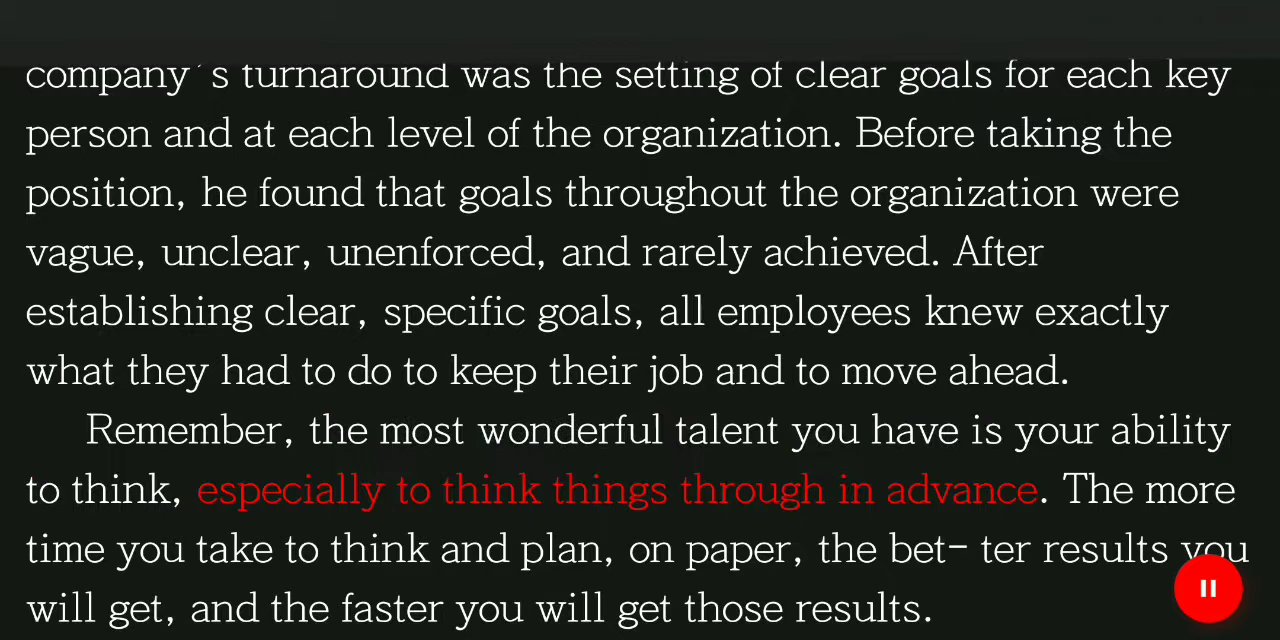 company´s turnaround was the setting of clear goals for each key
person and at each level of the organization. Before taking the
position, he found that goals throughout the organization were
vague, unclear, unenforced, and rarely achieved. After
establishing clear, specific goals, all employees knew exactly
what they had to do to keep their job and to move ahead.
Remember, the most wonderful talent you have is your ability
to think, especially to think things through in advance. The more
time you take to think and plan, on paper, the bet- ter results you
will get, and the faster you will get those results.